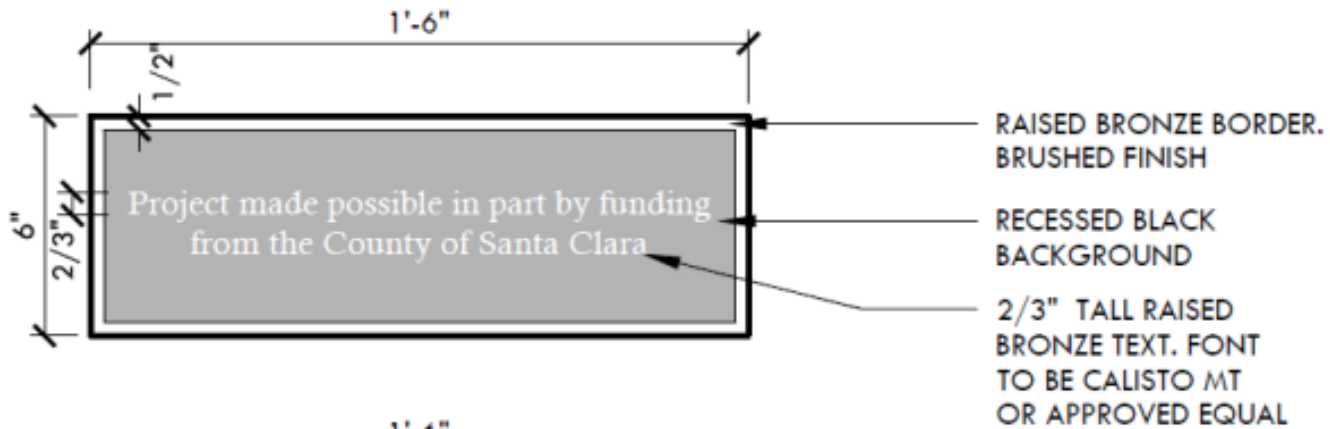 1'-6"
1/2"
6"
2/3"
Project made possible in part by funding
from the County of Santa Clara
RAISED BRONZE BORDER.
BRUSHED FINISH
RECESSED BLACK
BACKGROUND
2/3" TALL RAISED
BRONZE TEXT. FONT
TO BE CALISTO MT
OR APPROVED EQUAL